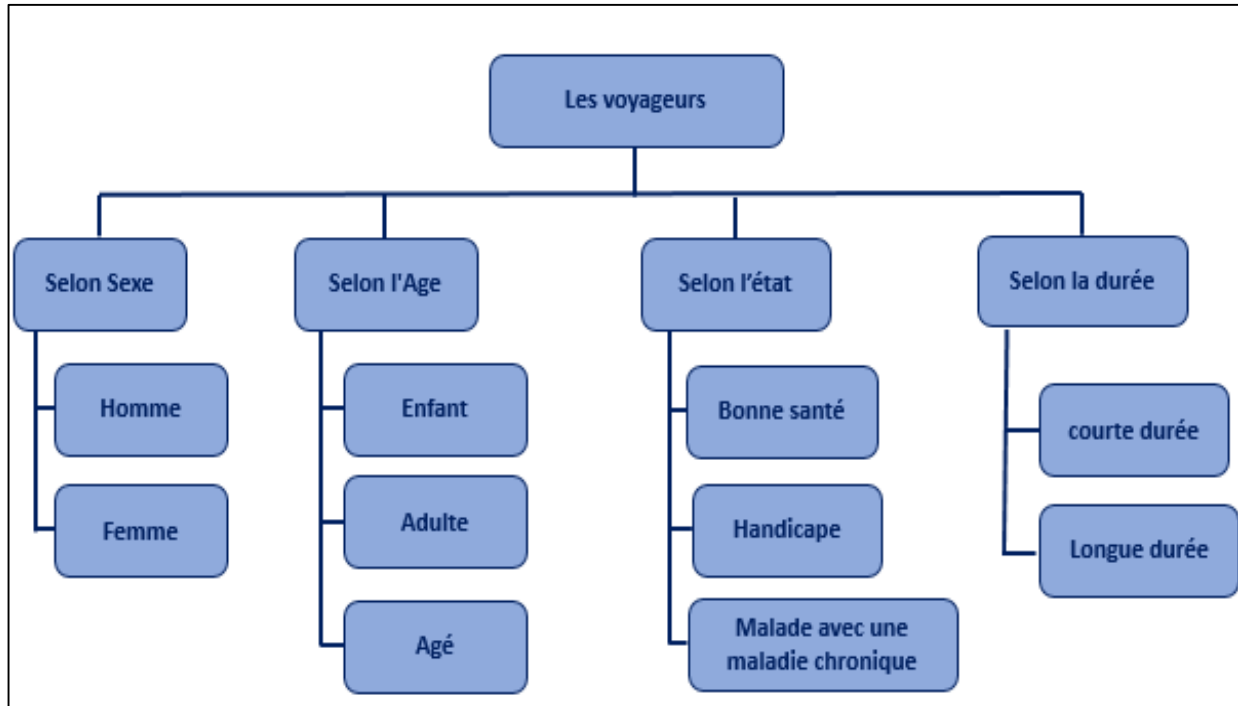 Les voyageurs
Selon Sexe
Homme
Femme
Selon l'Age
Enfant
Adulte
Agé
Selon l’état
Bonne santé
Handicape
Malade avec une
maladie chronique
Selon la durée
courte durée
Longue durée